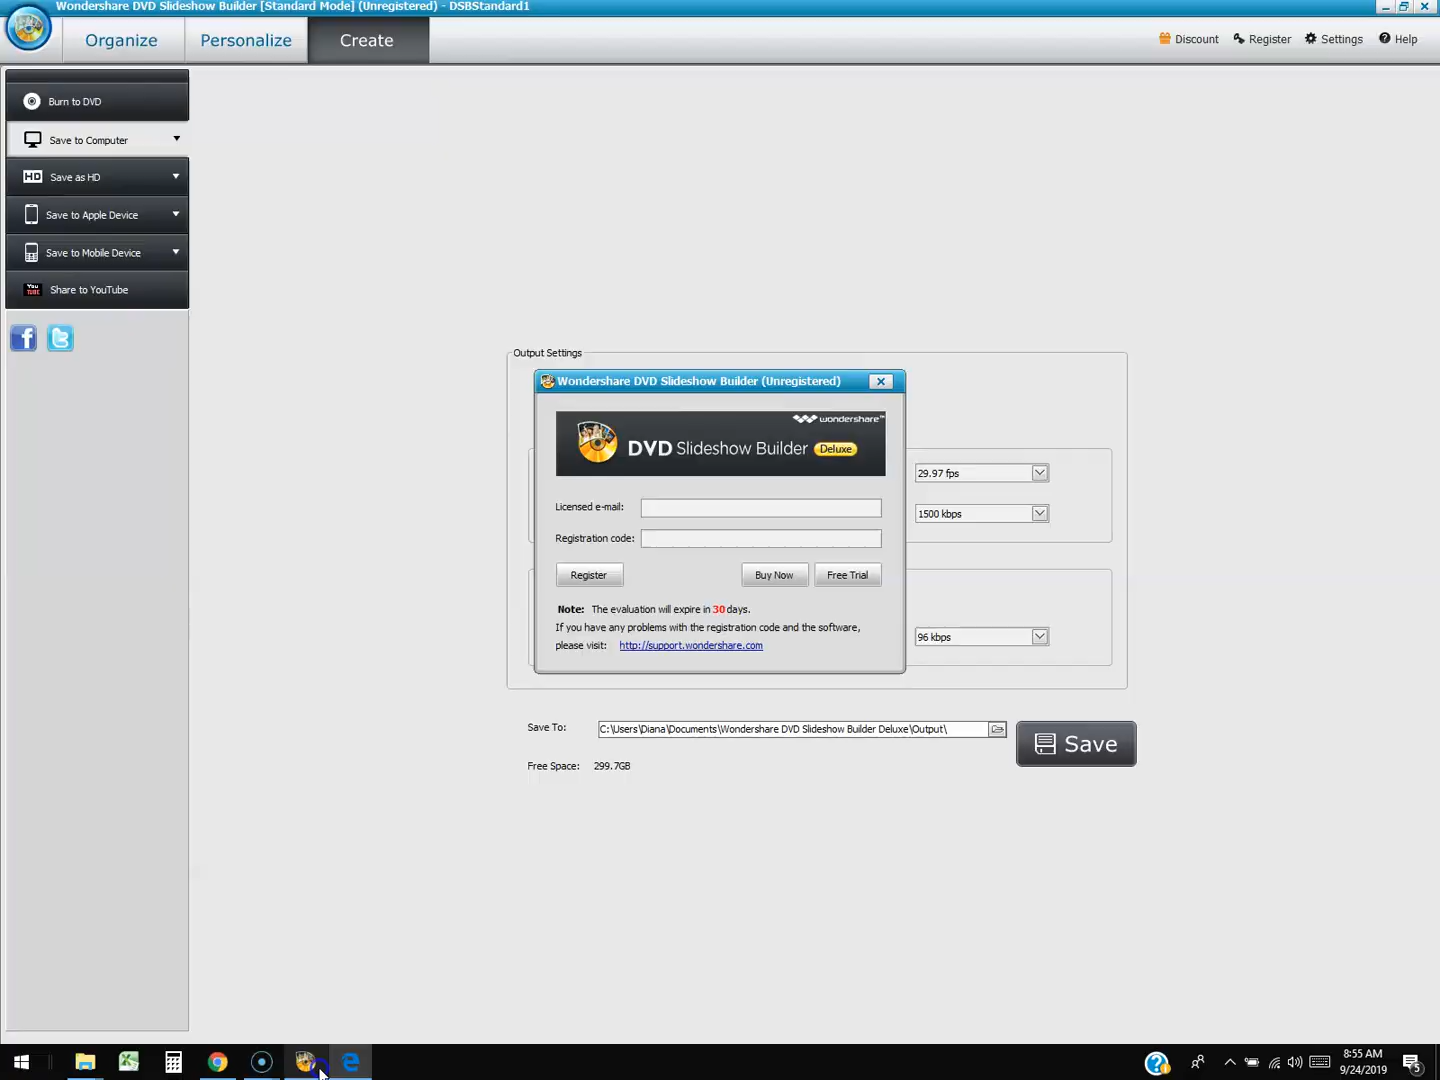 Wondershare DVD Slideshow Builder [Standard Mode] (Unregistered) - DSBStandard1
Organize
Personalize
Create
Discount
Register
Settings
Help
Burn to DVD
Save to Computer
HD Save as HD
Save to Apple Device
Save to Mobile Device
You Tube Share to YouTube
Output Settings
Wondershare DVD Slideshow Builder (Unregistered)
wondershare™
DVD Slideshow Builder Deluxe
Licensed e-mail:
Registration code:
Register
Buy Now
Free Trial
Note: The evaluation will expire in 30 days.
If you have any problems with the registration code and the software,
please visit: http://support.wondershare.com
29.97 fps
1500 kbps
96 kbps
Save To: C:\Users\Diana\Documents\Wondershare DVD Slideshow Builder Deluxe\Output\
Save
Free Space: 299.7GB
8:55 AM
9/24/2019
5